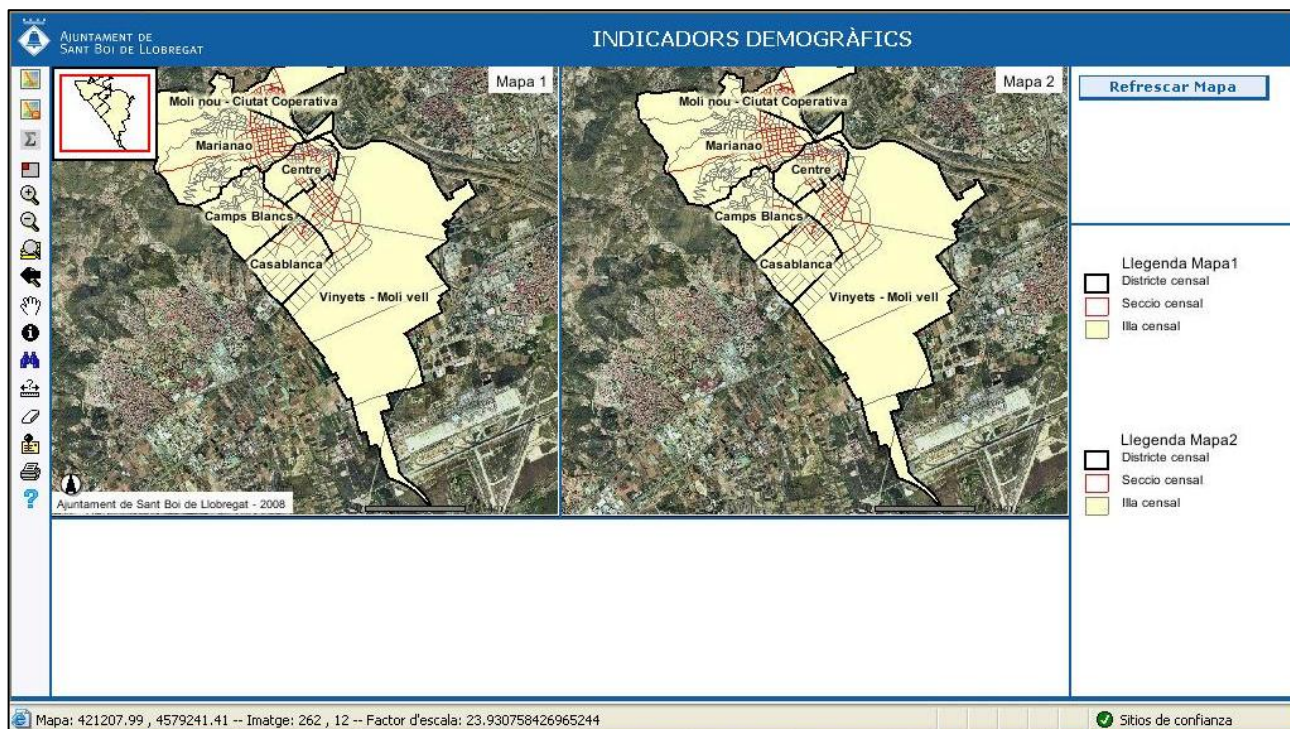 AJUNTAMENT DE
SANT BOI DE LLOBREGAT
INDICADORS DEMOGRÀFICS
Mapa 1
Moli nou - Ciutat Coperativa
Marianao
Centre
Camps Blancs
Casablanca
Vinyets - Moli vell
Ajuntament de Sant Boi de Llobregat - 2008
Mapa 2
Moli nou - Ciutat Coperativa
Marianao
Centre
Camps Blancs
Casablanca
Vinyets - Moli vell
Refrescar Mapa
Llegenda Mapa1
Districte censal
Seccio censal
Illa censal
Llegenda Mapa2
Districte censal
Seccio censal
Illa censal
Mapa: 421207.99 , 4579241.41 -- Imatge: 262 , 12 -- Factor d'escala: 23.930758426965244
Sitios de confianza